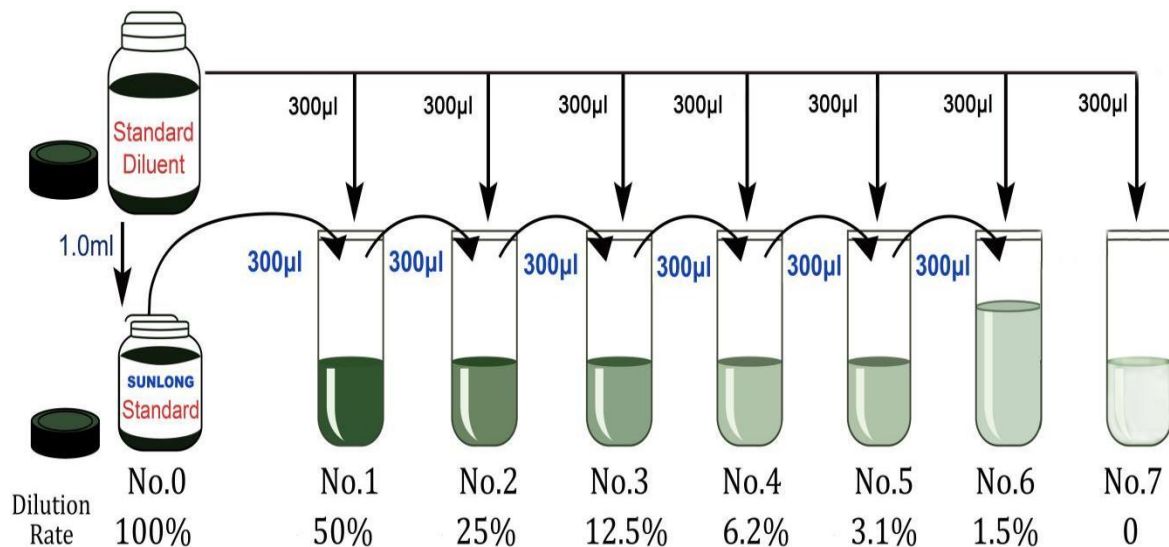 300µl 300µl 300µl 300µl 300µl 300µl 300µl
Standard
Diluent
1.0ml
300µl 300µl 300µl 300µl 300µl 300µl
SUNLONG
Standard
No.0 No.1 No.2 No.3 No.4 No.5 No.6 No.7
Dilution
Rate 100% 50% 25% 12.5% 6.2% 3.1% 1.5% 0